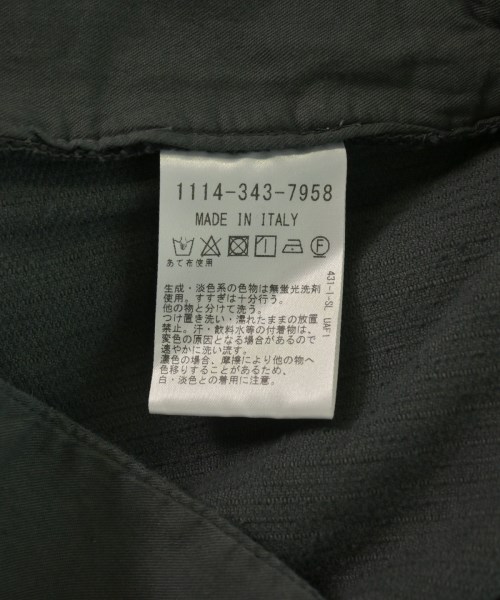 1114-343-7958
MADE IN ITALY
F
あて布使用
生成・淡色系の色物は無蛍光洗剤
使用。すすぎは十分行う。
他の物と分けて洗う。
つけ置き洗い・濡れたままの放置
禁止。汗・飲料水等の付着物は、
変色の原因となる場合があるので
速やかに洗い流す。
濃色の場合、摩擦により他の物へ
色移りすることがあるため、
白・淡色との着用に注意。
431-1-SL UAF1